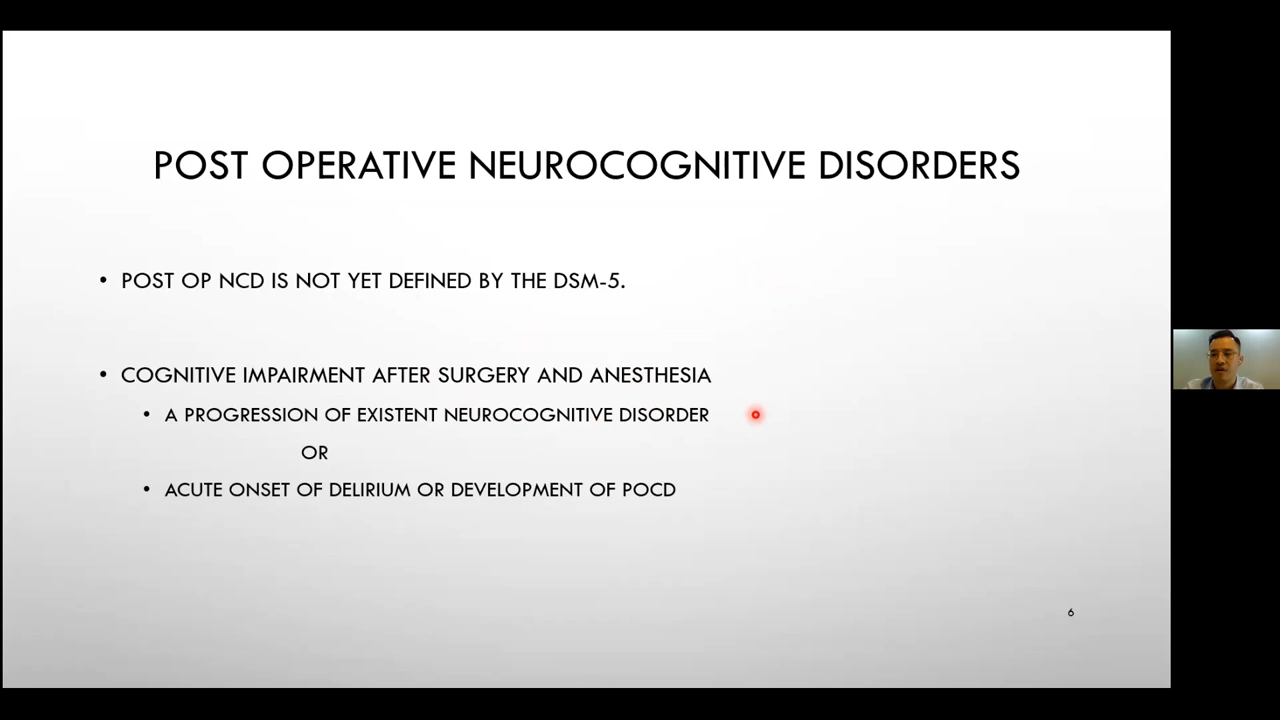 POST OPERATIVE NEUROCOGNITIVE DISORDERS
• POST OP NCD IS NOT YET DEFINED BY THE DSM-5.
• COGNITIVE IMPAIRMENT AFTER SURGERY AND ANESTHESIA
• A PROGRESSION OF EXISTENT NEUROCOGNITIVE DISORDER
OR
• ACUTE ONSET OF DELIRIUM OR DEVELOPMENT OF POCD
6